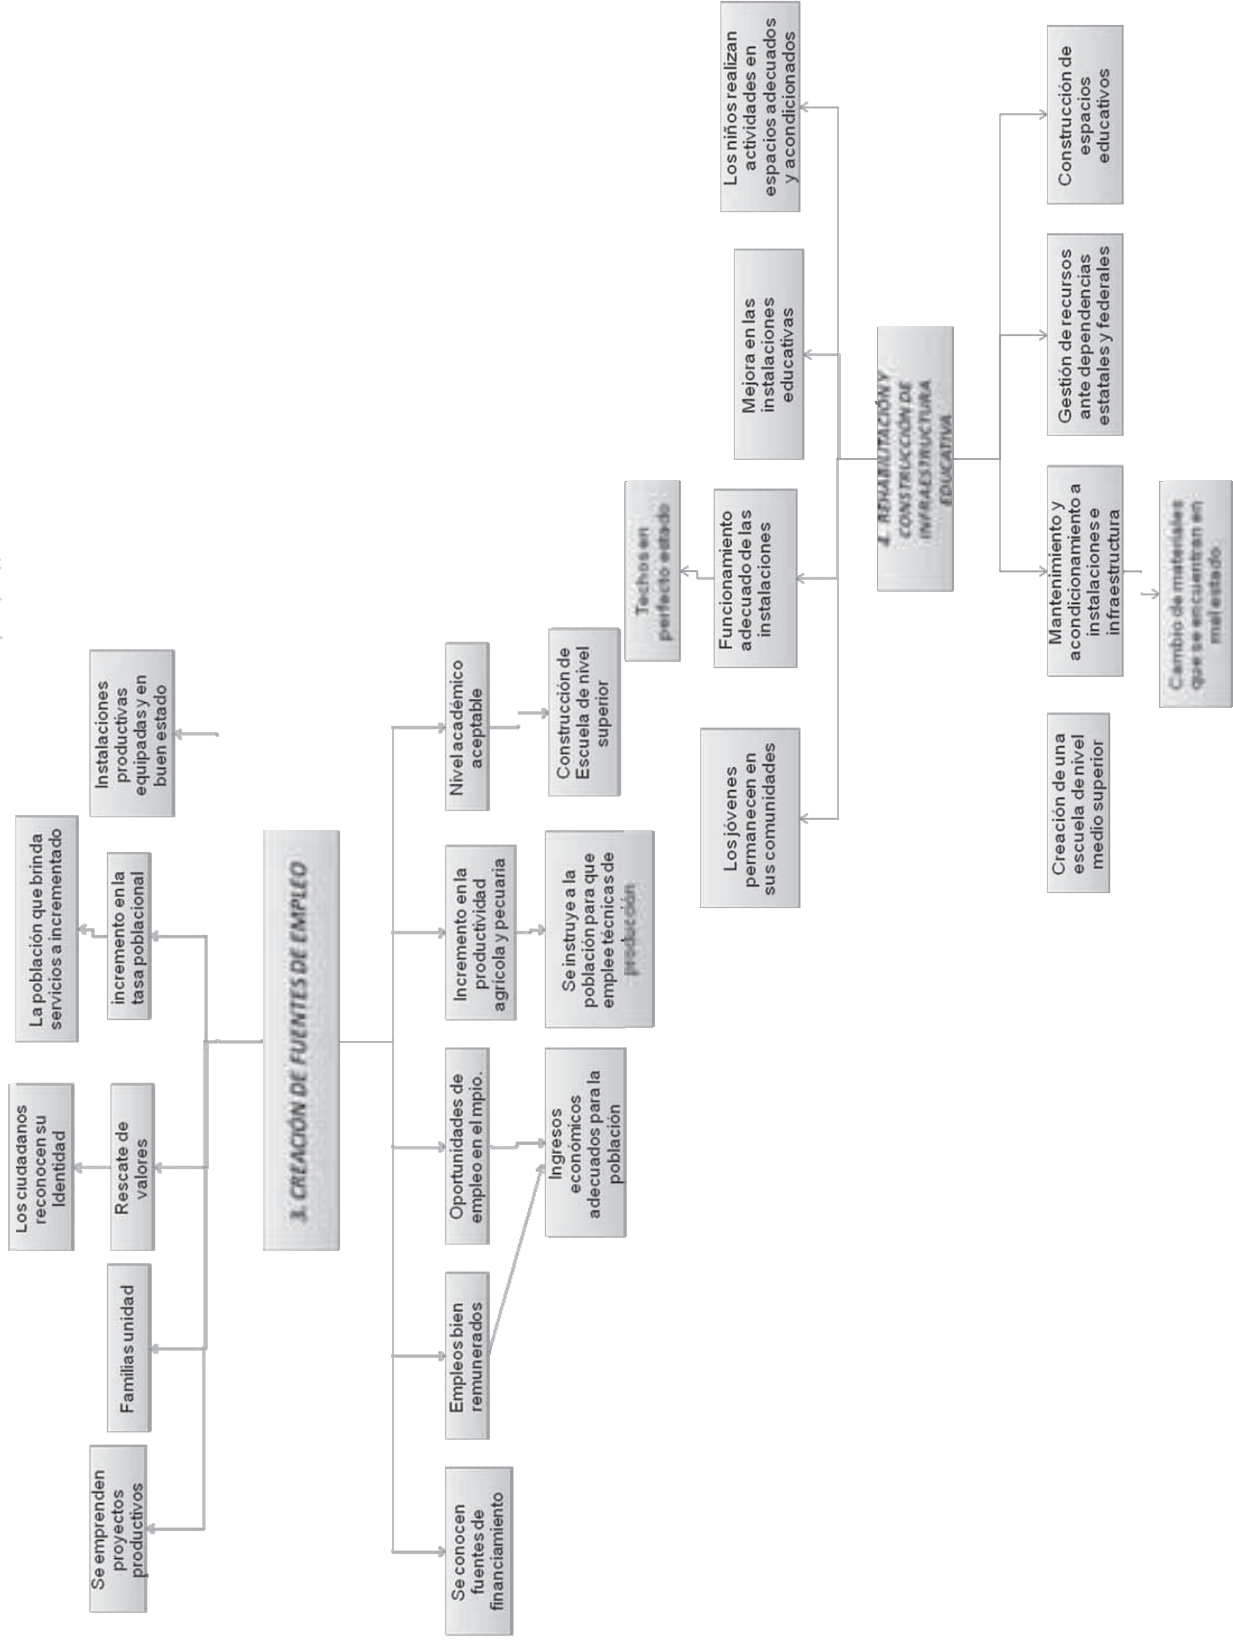 Los ciudadanos
reconocen su
Identidad
La población que brinda
servicios a incrementado
Se emprenden
proyectos
productivos
Familias unidad
Rescate de
valores
incremento en la
tasa poblacional
Instalaciones
productivas
equipadas y en
buen estado
3. CREACIÓN DE FUENTES DE EMPLEO
Se conocen
fuentes de
financiamiento
Empleos bien
remunerados
Oportunidades de
empleo en el mpio.
Incremento en la
productividad
agrícola y pecuaria
Nivel académico
aceptable
Ingresos
económicos
adecuados para la
población
Se instruye a la
población para que
emplee técnicas de
producción
Construcción de
Escuela de nivel
superior
Techos en
perfecto estado
Los jóvenes
permanecen en
sus comunidades
Funcionamiento
adecuado de las
instalaciones
Mejora en las
instalaciones
educativas
Los niños realizan
actividades en
espacios adecuados
y acondicionados
4. REHABILITACIÓN Y
CONSTRUCCIÓN DE
INFRAESTRUCTURA
EDUCATIVA
Creación de una
escuela de nivel
medio superior
Mantenimiento y
acondicionamiento a
instalaciones e
infraestructura
Gestión de recursos
ante dependencias
estatales y federales
Construcción de
espacios
educativos
Cambio de materiales
que se encuentran en
mal estado